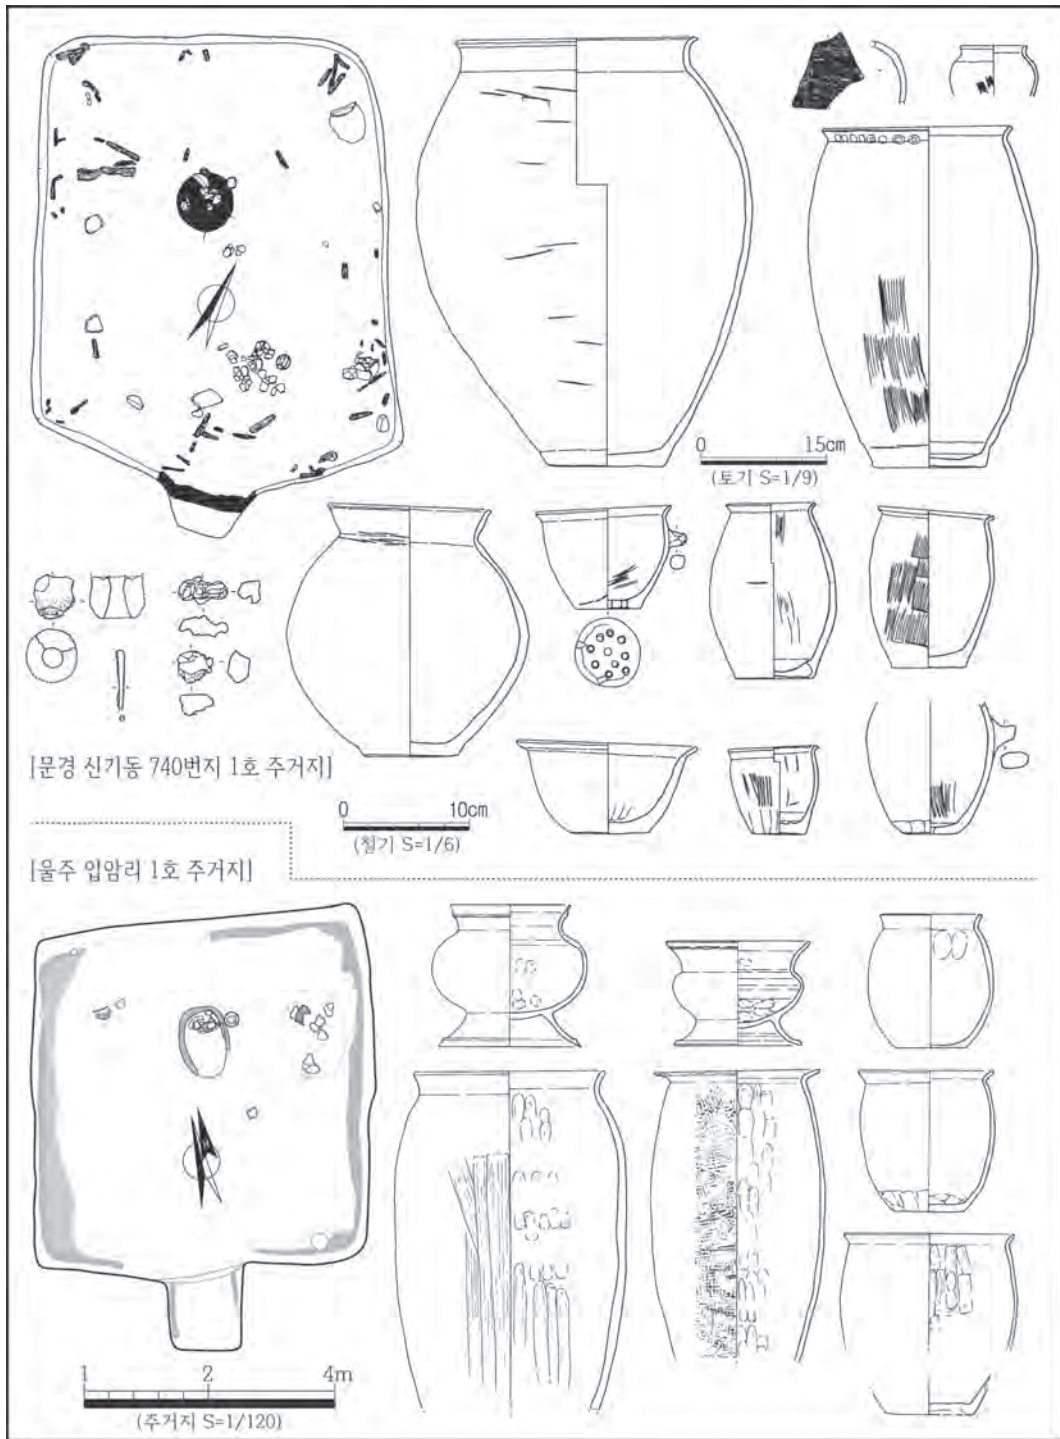 0 15cm
(토기 S=1/9)
[문경 신기동 740번지 1호 주거지]
0 10cm
(철기 S=1/6)
[울주 입암리 1호 주거지]
1 2 4m
(주거지 S=1/120)